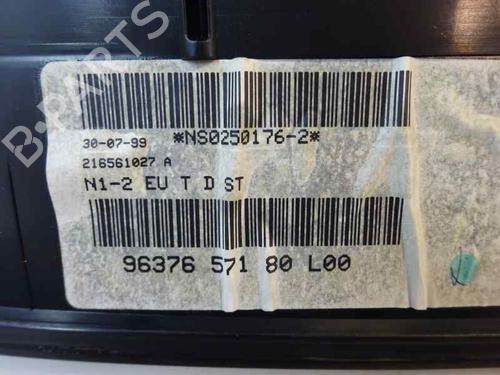 B-PARTS
30-07-99 *NS0250176-2*
216561027 A
N1-2 EU T D ST
96376 571 80 L00